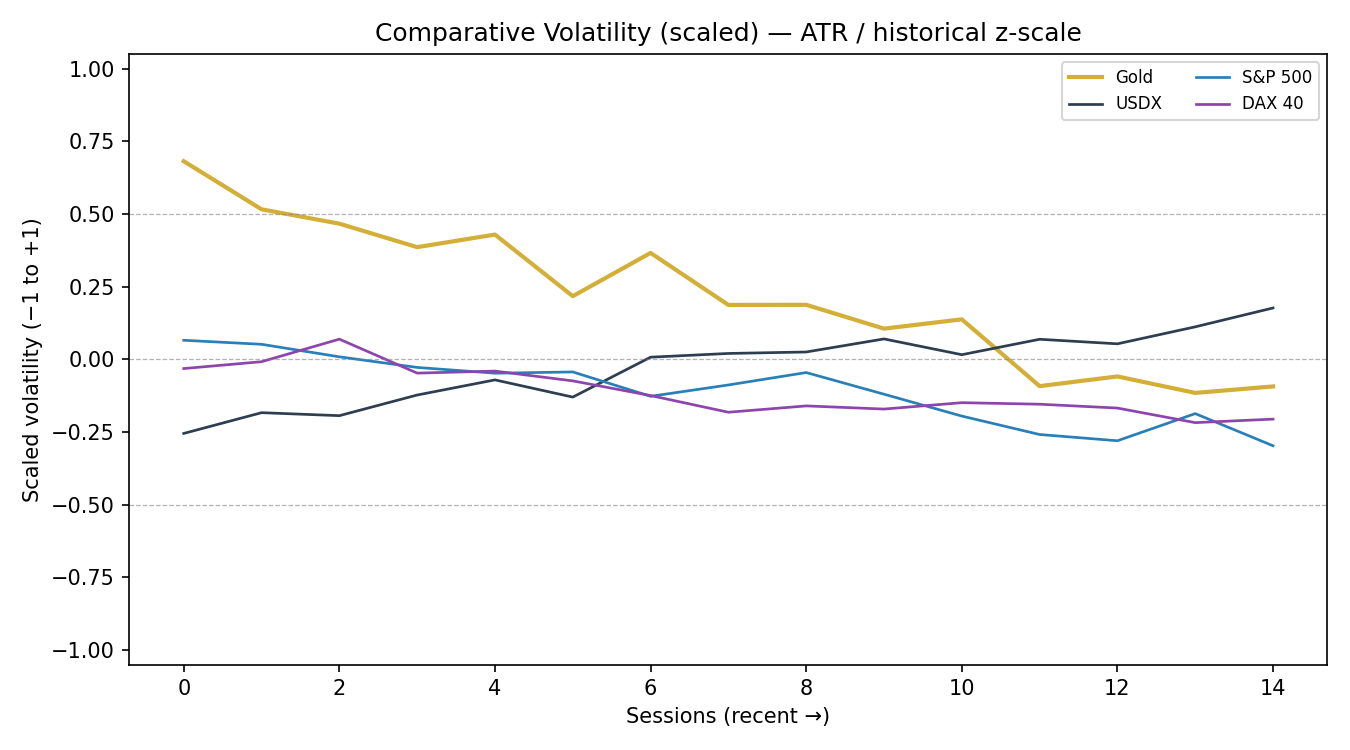 Comparative Volatility (scaled) — ATR / historical z-scale
Gold
USDX
S&P 500
DAX 40
Scaled volatility (−1 to +1)
1.00
0.75
0.50
0.25
0.00
−0.25
−0.50
−0.75
−1.00
0 2 4 6 8 10 12 14
Sessions (recent →)